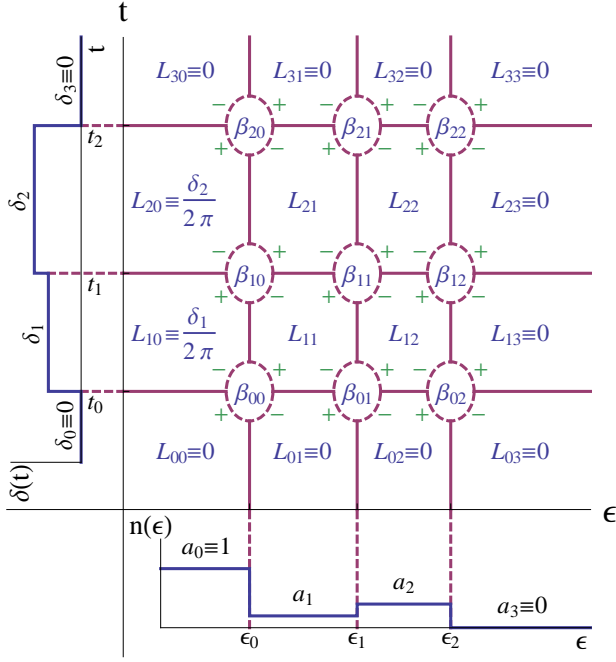 t
t
L₃₀≡0 L₃₁≡0 L₃₂≡0 L₃₃≡0
δ₃≡0
− + − + − +
β₂₀ β₂₁ β₂₂
t₂
+ − + − + −
δ₂
L₂₀≡δ₂/2π L₂₁ L₂₂ L₂₃≡0
− + − + − +
β₁₀ β₁₁ β₁₂
t₁
+ − + − + −
δ₁
L₁₀≡δ₁/2π L₁₁ L₁₂ L₁₃≡0
− + − + − +
β₀₀ β₀₁ β₀₂
t₀
+ − + − + −
δ₀≡0
L₀₀≡0 L₀₁≡0 L₀₂≡0 L₀₃≡0
δ(t)
ϵ
n(ϵ)
a₀≡1
a₁ a₂ a₃≡0
ϵ₀ ϵ₁ ϵ₂ ϵ